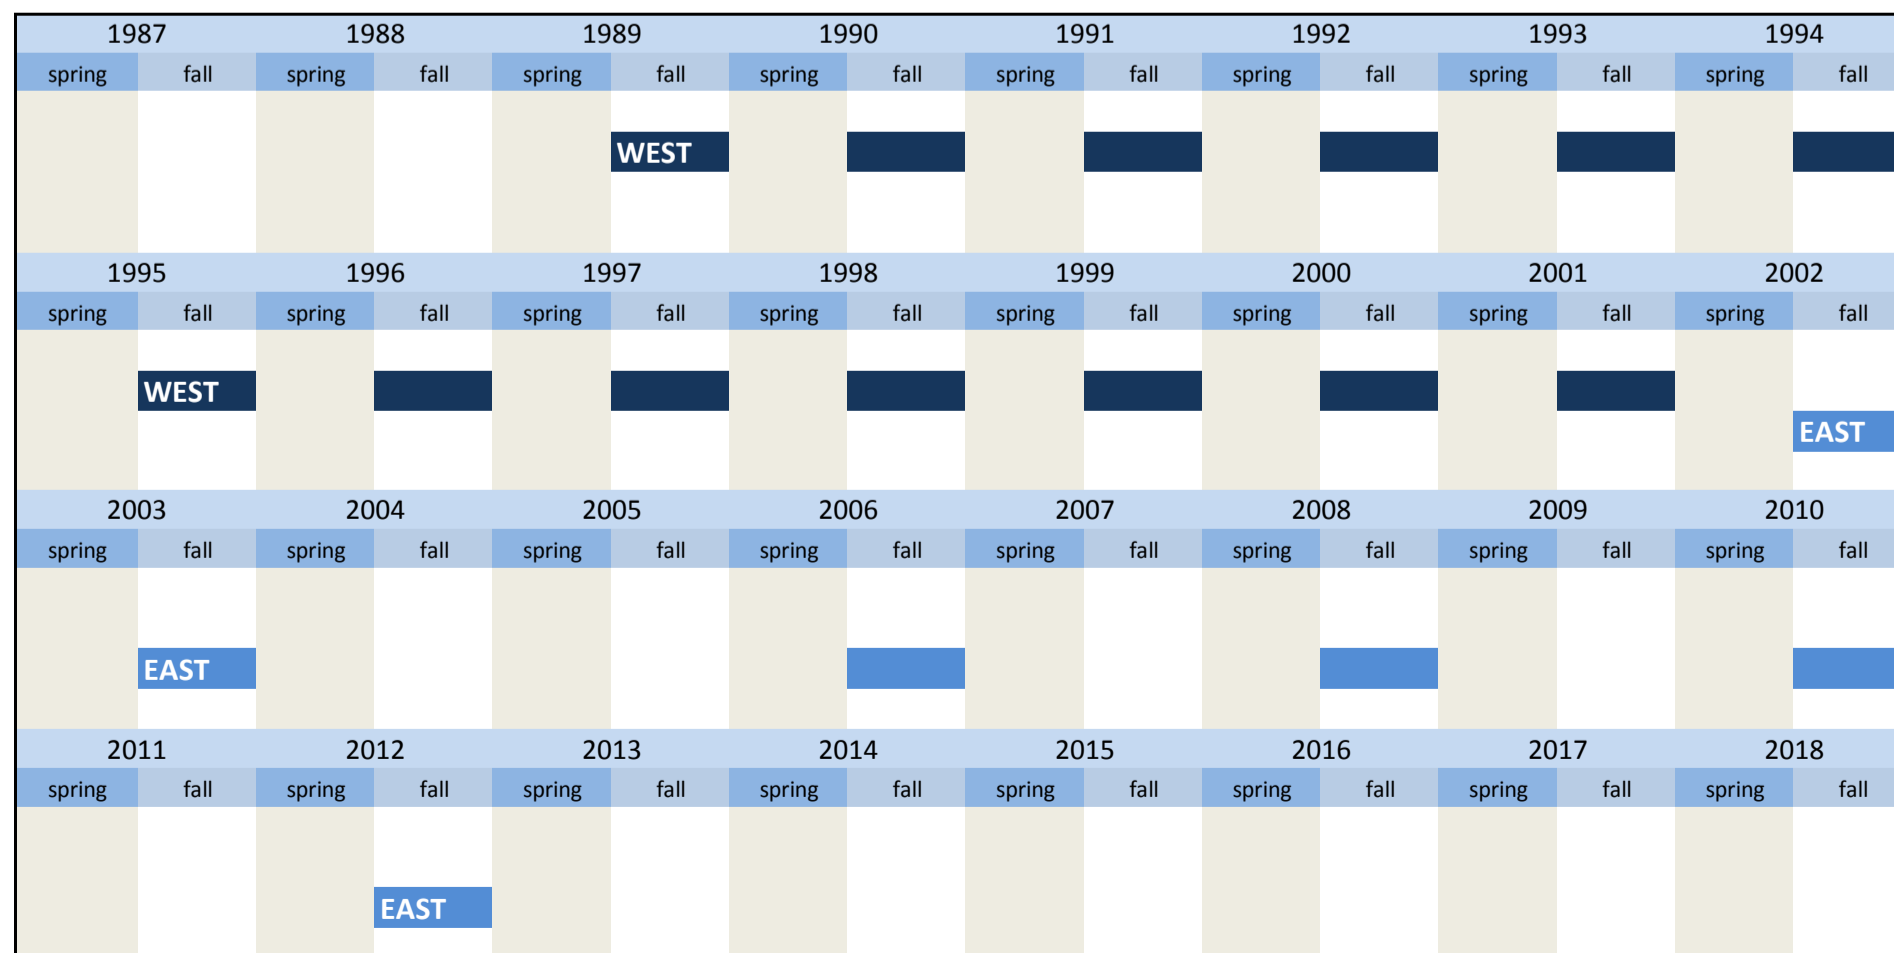 1987 1988 1989 1990 1991 1992 1993 1994
spring fall spring fall spring fall spring fall spring fall spring fall spring fall spring fall
WEST
1995 1996 1997 1998 1999 2000 2001 2002
spring fall spring fall spring fall spring fall spring fall spring fall spring fall spring fall
WEST
EAST
2003 2004 2005 2006 2007 2008 2009 2010
spring fall spring fall spring fall spring fall spring fall spring fall spring fall spring fall
EAST
2011 2012 2013 2014 2015 2016 2017 2018
spring fall spring fall spring fall spring fall spring fall spring fall spring fall spring fall
EAST